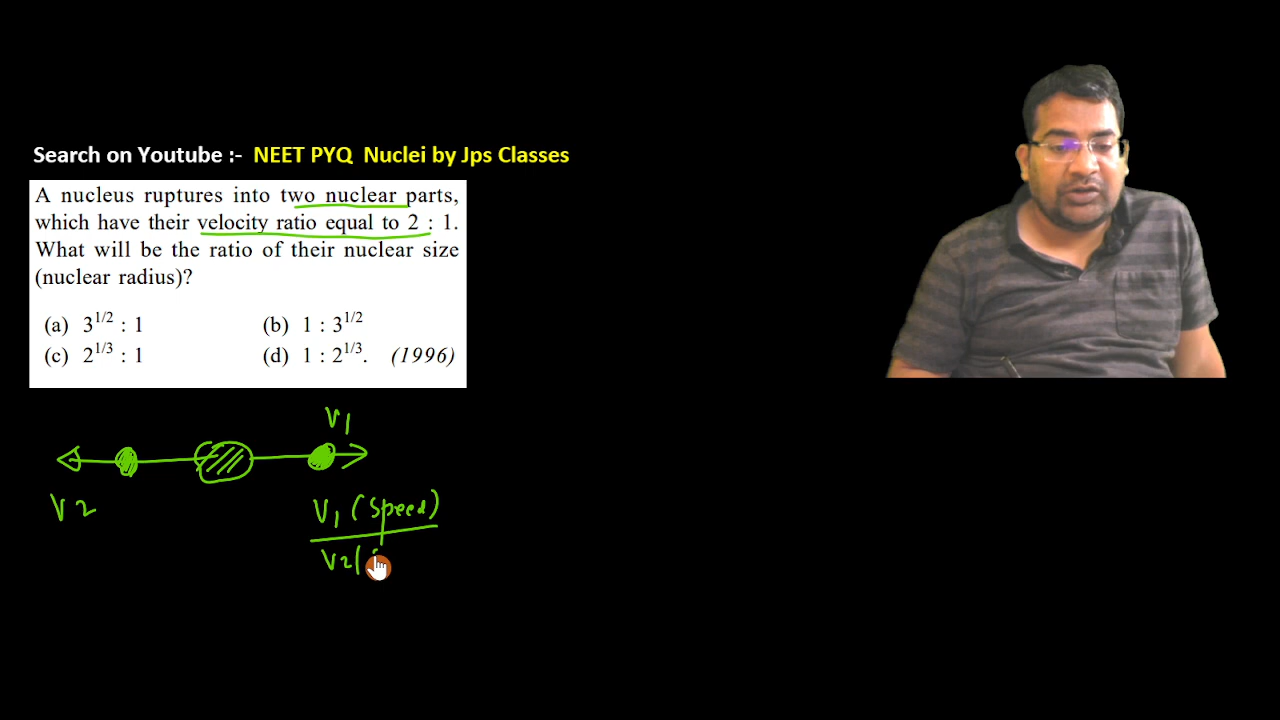 Search on Youtube :-  NEET PYQ  Nuclei by Jps Classes
A nucleus ruptures into two nuclear parts,
which have their velocity ratio equal to 2 : 1.
What will be the ratio of their nuclear size
(nuclear radius)?
(a) 3^1/2 : 1 (b) 1 : 3^1/2
(c) 2^1/3 : 1 (d) 1 : 2^1/3. (1996)
V1
V2
V1 (Speed)
V2(